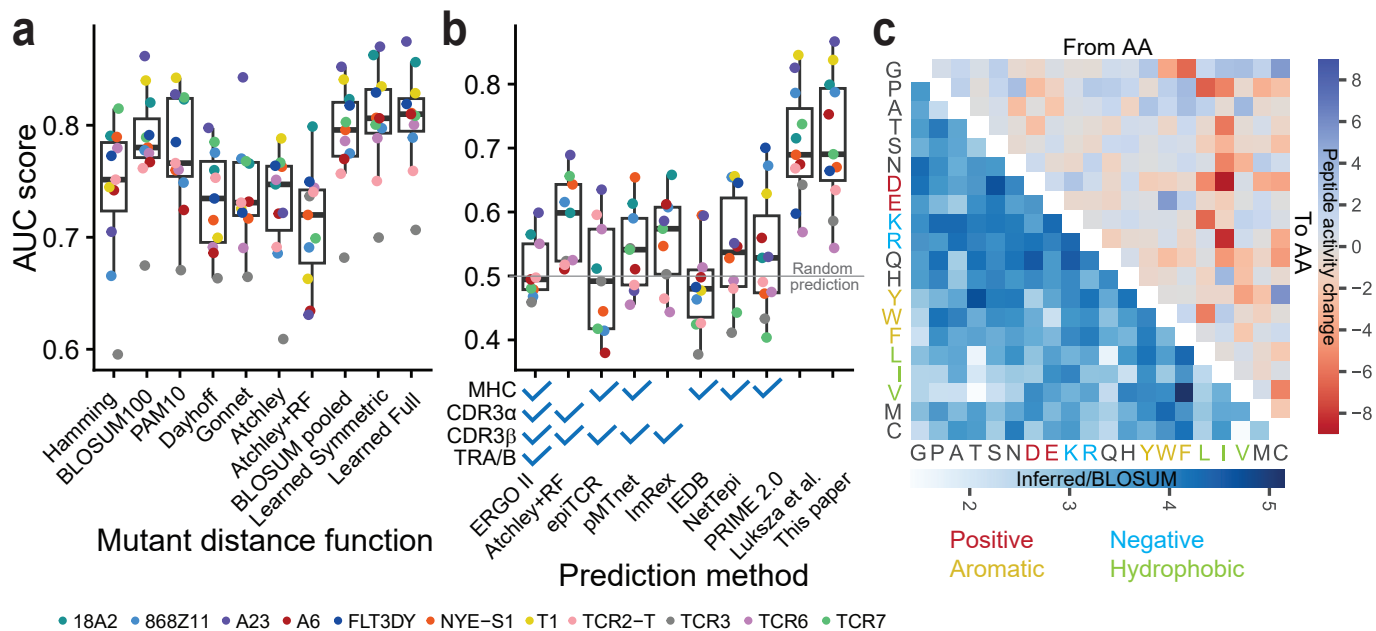 a
AUC score
0.8
0.7
0.6
Hamming
BLOSUM100
PAM10
Dayhoff
Gonnet
Atchley
Atchley+RF
BLOSUM pooled
Learned Symmetric
Learned Full
Mutant distance function
b
0.8
0.7
0.6
0.5
0.4
Random
prediction
MHC
CDR3α
CDR3β
TRA/B
ERGO II
Atchley+RF
epiTCR
pMTnet
ImRex
IEDB
NetTepi
PRIME 2.0
Luksza et al.
This paper
Prediction method
c
From AA
G
P
A
T
S
N
D
E
K
R
Q
H
Y
W
F
L
I
V
M
C
To AA
G P A T S N D E K R Q H Y W F L I V M C
Peptide activity change
8
6
4
2
0
−2
−4
−6
−8
Inferred/BLOSUM
2 3 4 5
Positive Negative
Aromatic Hydrophobic
18A2 868Z11 A23 A6 FLT3DY NYE−S1 T1 TCR2−T TCR3 TCR6 TCR7